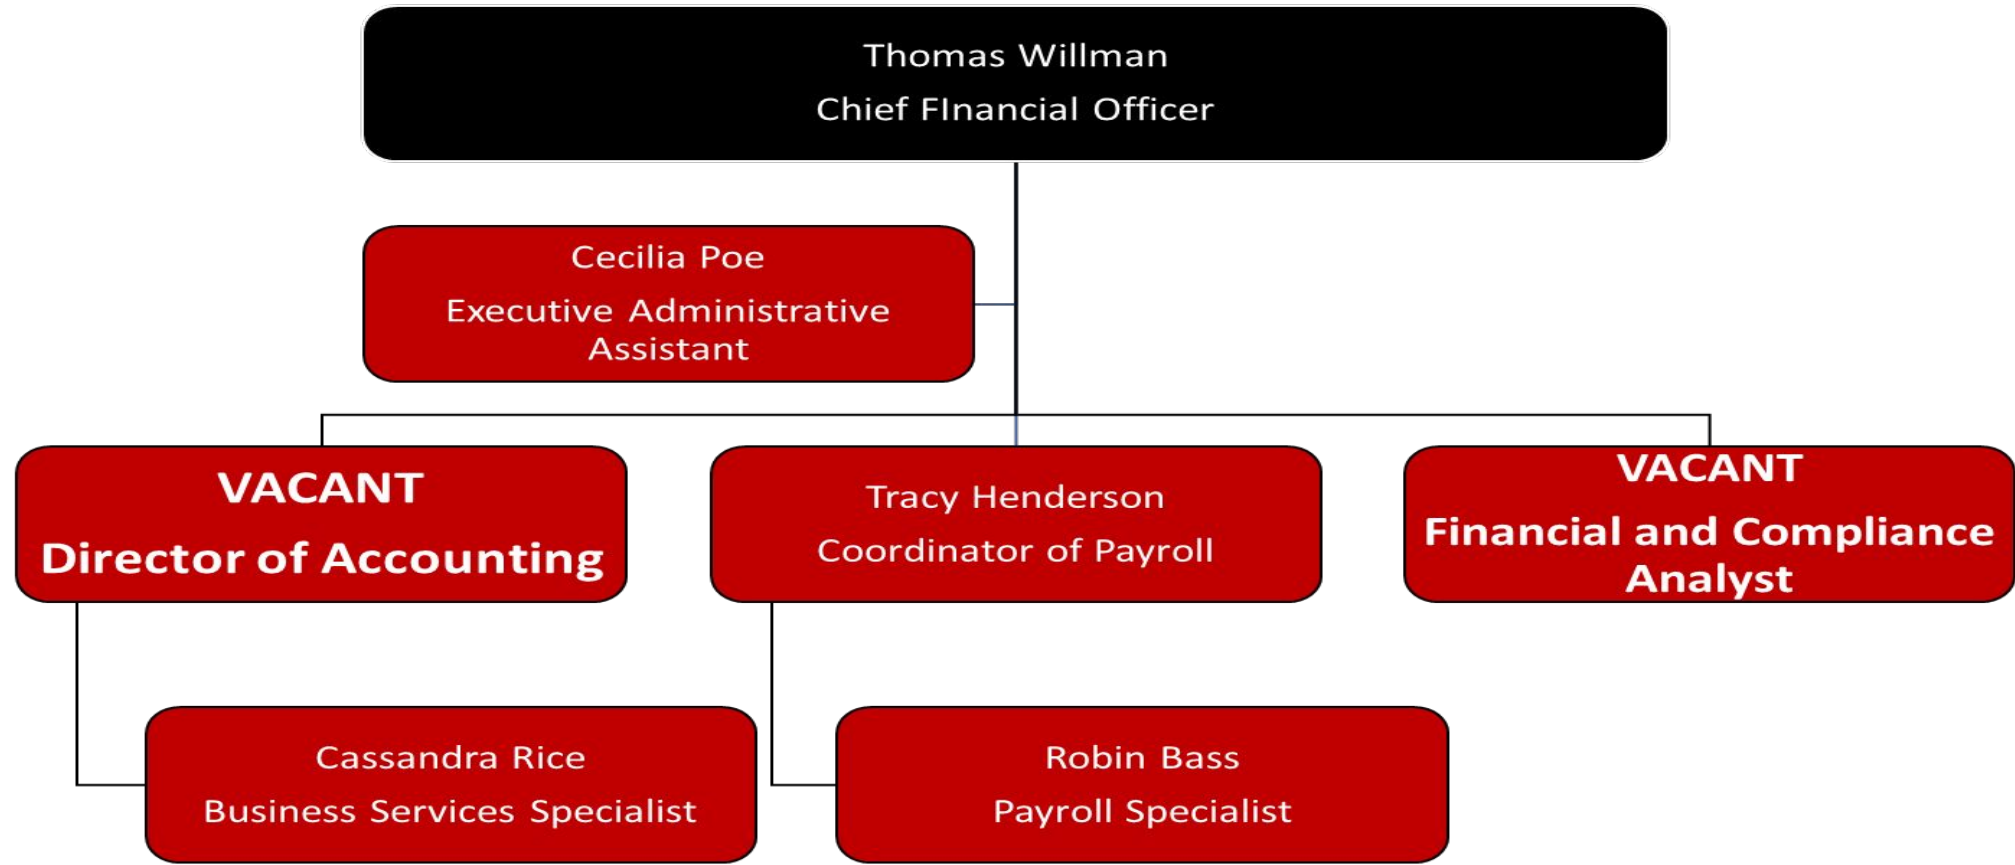 Thomas Willman
Chief FInancial Officer
Cecilia Poe
Executive Administrative
Assistant
VACANT
Director of Accounting
Tracy Henderson
Coordinator of Payroll
VACANT
Financial and Compliance
Analyst
Cassandra Rice
Business Services Specialist
Robin Bass
Payroll Specialist